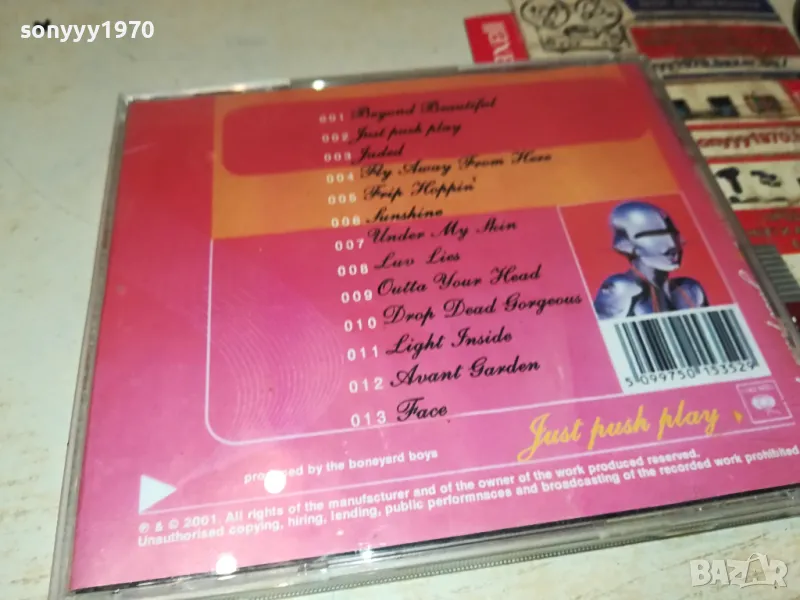 sonyyy1970
maxell
001 Beyond Beautiful
002 Just push play
003 Jaded
004 Fly Away From Here
005 Trip Hoppin'
006 Sunshine
007 Under My Skin
008 Luv Lies
009 Outta Your Head
010 Drop Dead Gorgeous
011 Light Inside
012 Avant Garden
013 Face
5 099750 153529
Just push play
produced by the boneyard boys
℗ & © 2001. All rights of the manufacturer and of the owner of the work produced reserved.
Unauthorised copying, hiring, lending, public performnaces and broadcasting of the recorded work prohibited
BAZAR